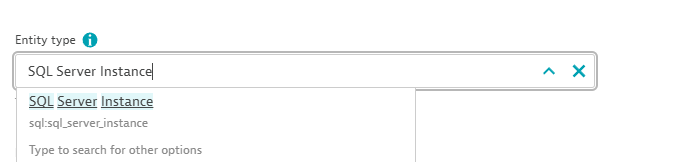 Entity type
SQL Server Instance
SQL Server Instance
sql:sql_server_instance
Type to search for other options